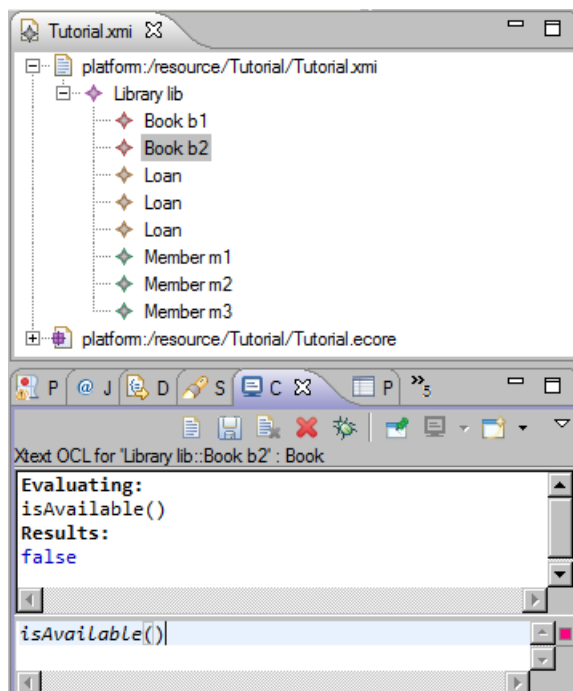 Tutorial.xmi
platform:/resource/Tutorial/Tutorial.xmi
Library lib
Book b1
Book b2
Loan
Loan
Loan
Member m1
Member m2
Member m3
platform:/resource/Tutorial/Tutorial.ecore
P @ J D S C P »5
Xtext OCL for 'Library lib::Book b2' : Book
Evaluating:
isAvailable()
Results:
false
isAvailable()